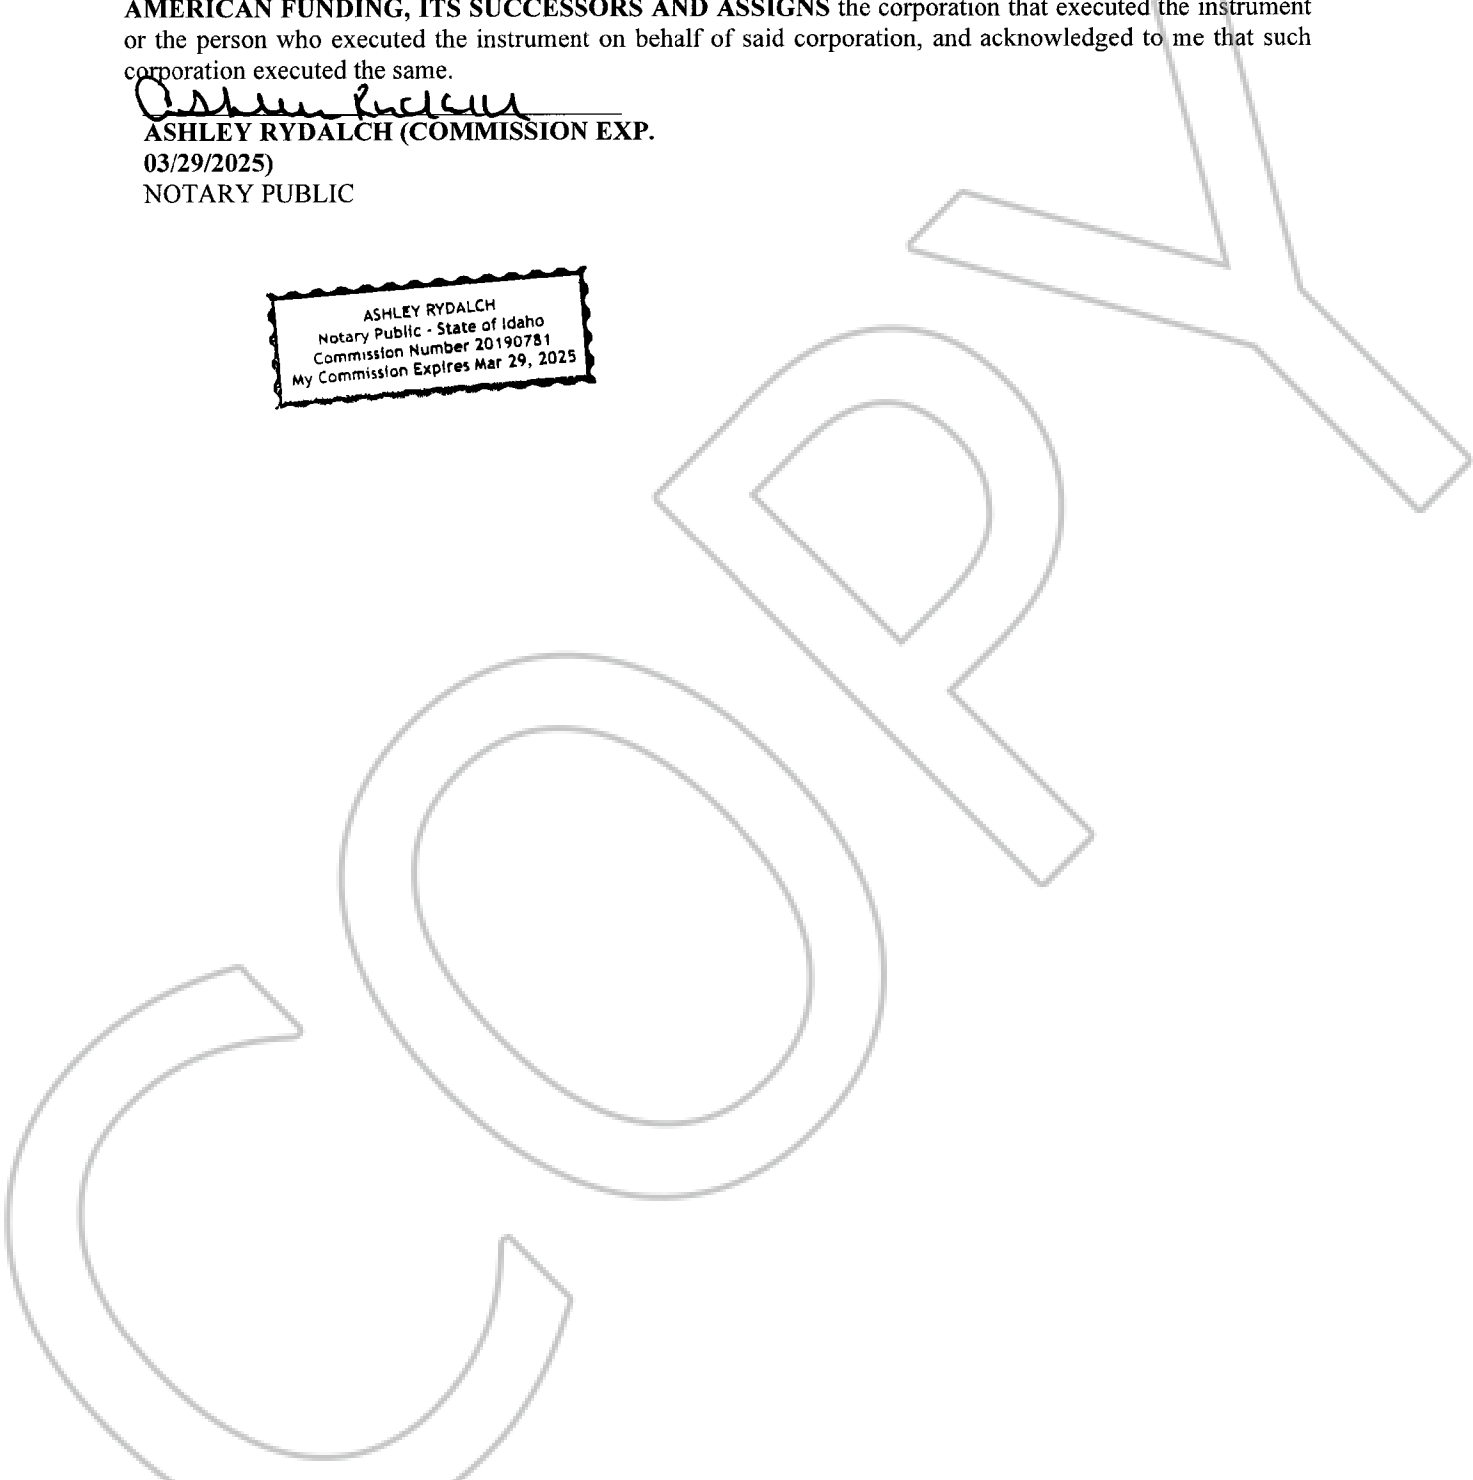 AMERICAN FUNDING, ITS SUCCESSORS AND ASSIGNS the corporation that executed the instrument
or the person who executed the instrument on behalf of said corporation, and acknowledged to me that such
corporation executed the same.
Ashley Rydalch
ASHLEY RYDALCH (COMMISSION EXP.
03/29/2025)
NOTARY PUBLIC
ASHLEY RYDALCH
Notary Public - State of Idaho
Commission Number 20190781
My Commission Expires Mar 29, 2025
COPY